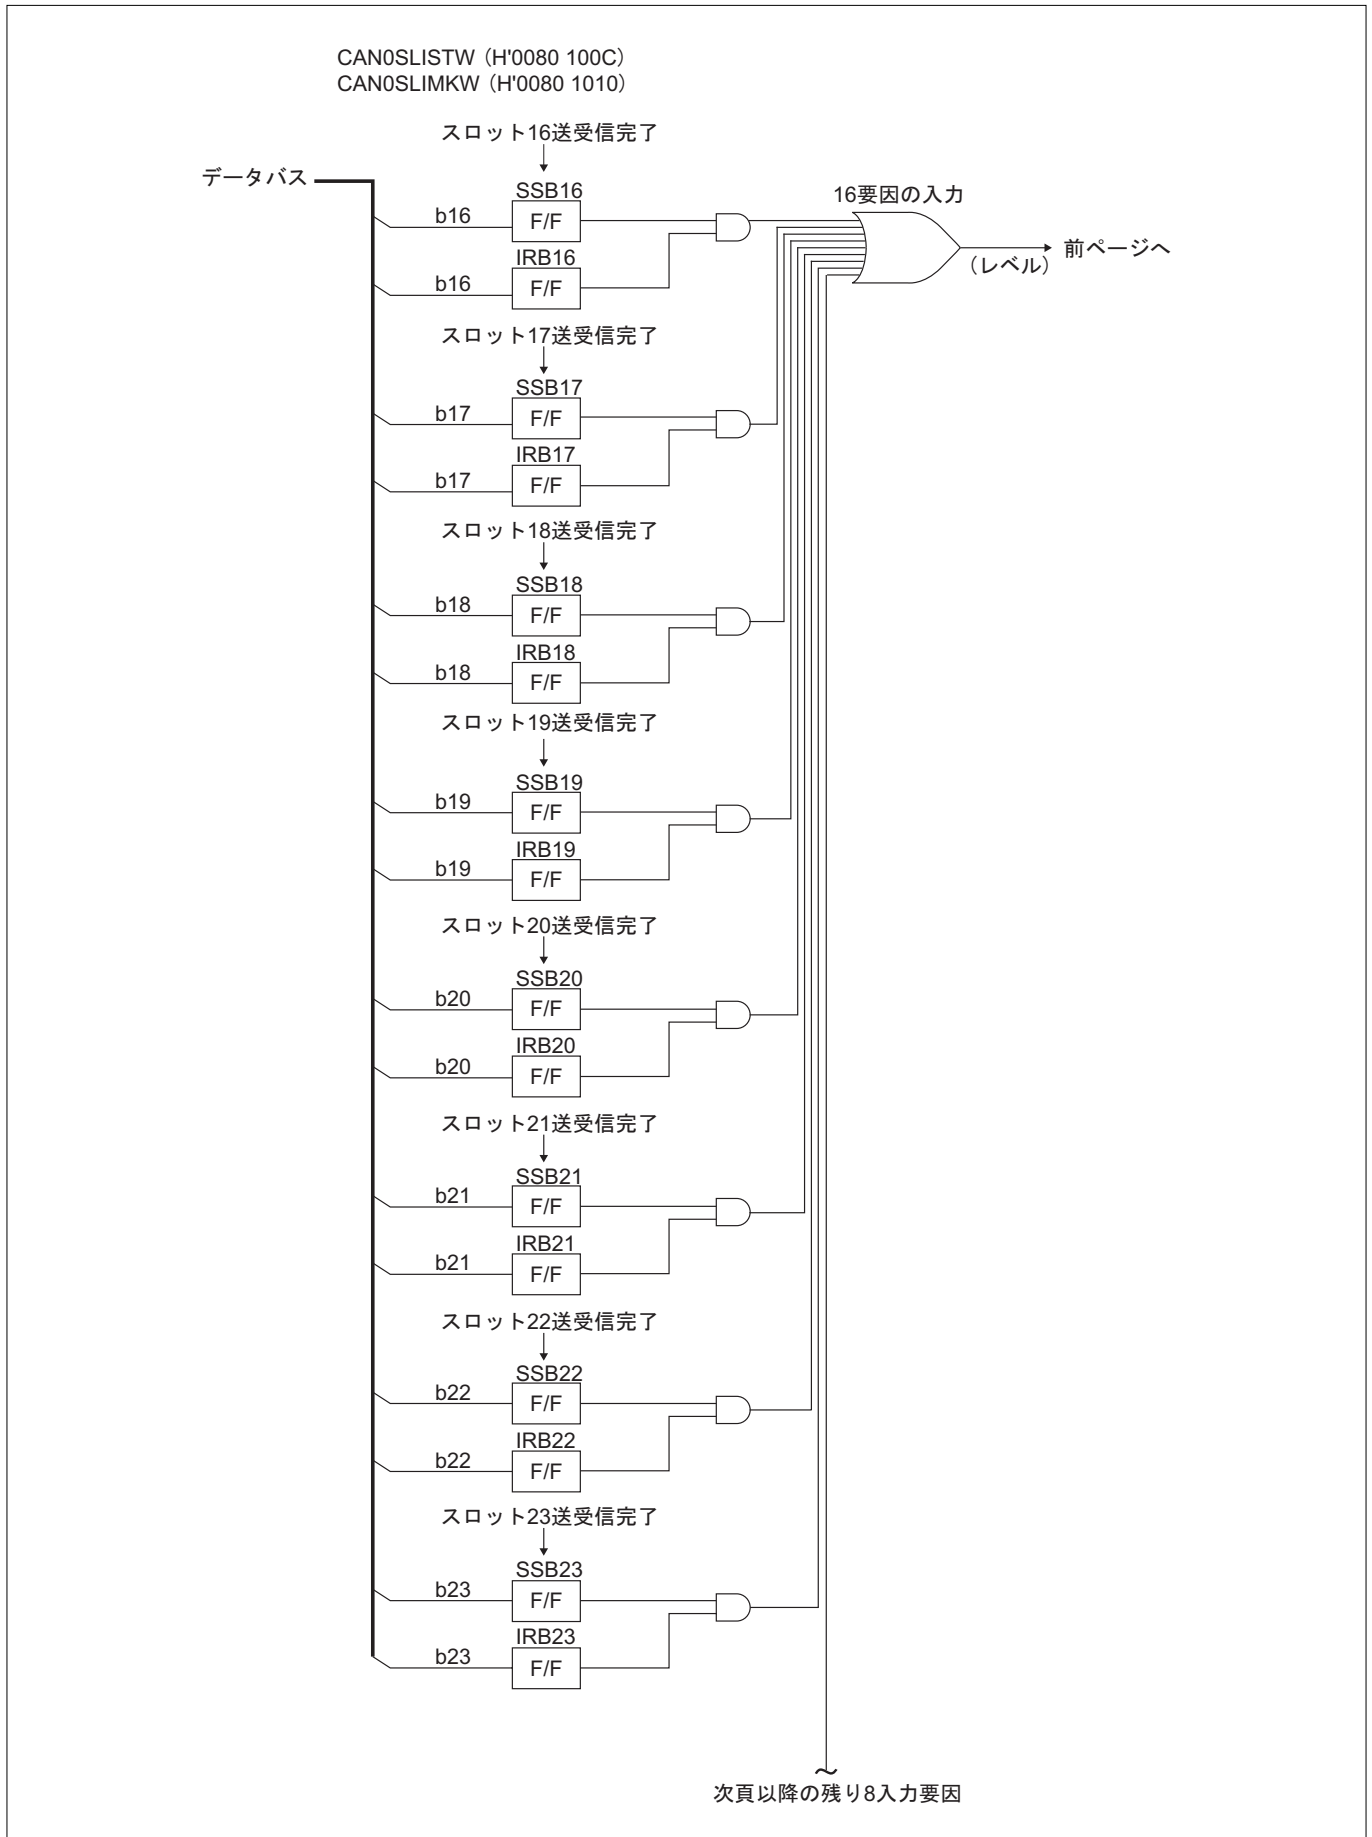 CAN0SLISTW（H'0080 100C）
CAN0SLIMKW（H'0080 1010）
スロット16送受信完了
データバス
SSB16
16要因の入力
b16
F/F
前ページへ
（レベル）
IRB16
b16
F/F
スロット17送受信完了
SSB17
b17
F/F
IRB17
b17
F/F
スロット18送受信完了
SSB18
b18
F/F
IRB18
b18
F/F
スロット19送受信完了
SSB19
b19
F/F
IRB19
b19
F/F
スロット20送受信完了
SSB20
b20
F/F
IRB20
b20
F/F
スロット21送受信完了
SSB21
b21
F/F
IRB21
b21
F/F
スロット22送受信完了
SSB22
b22
F/F
IRB22
b22
F/F
スロット23送受信完了
SSB23
b23
F/F
IRB23
b23
F/F
次頁以降の残り8入力要因